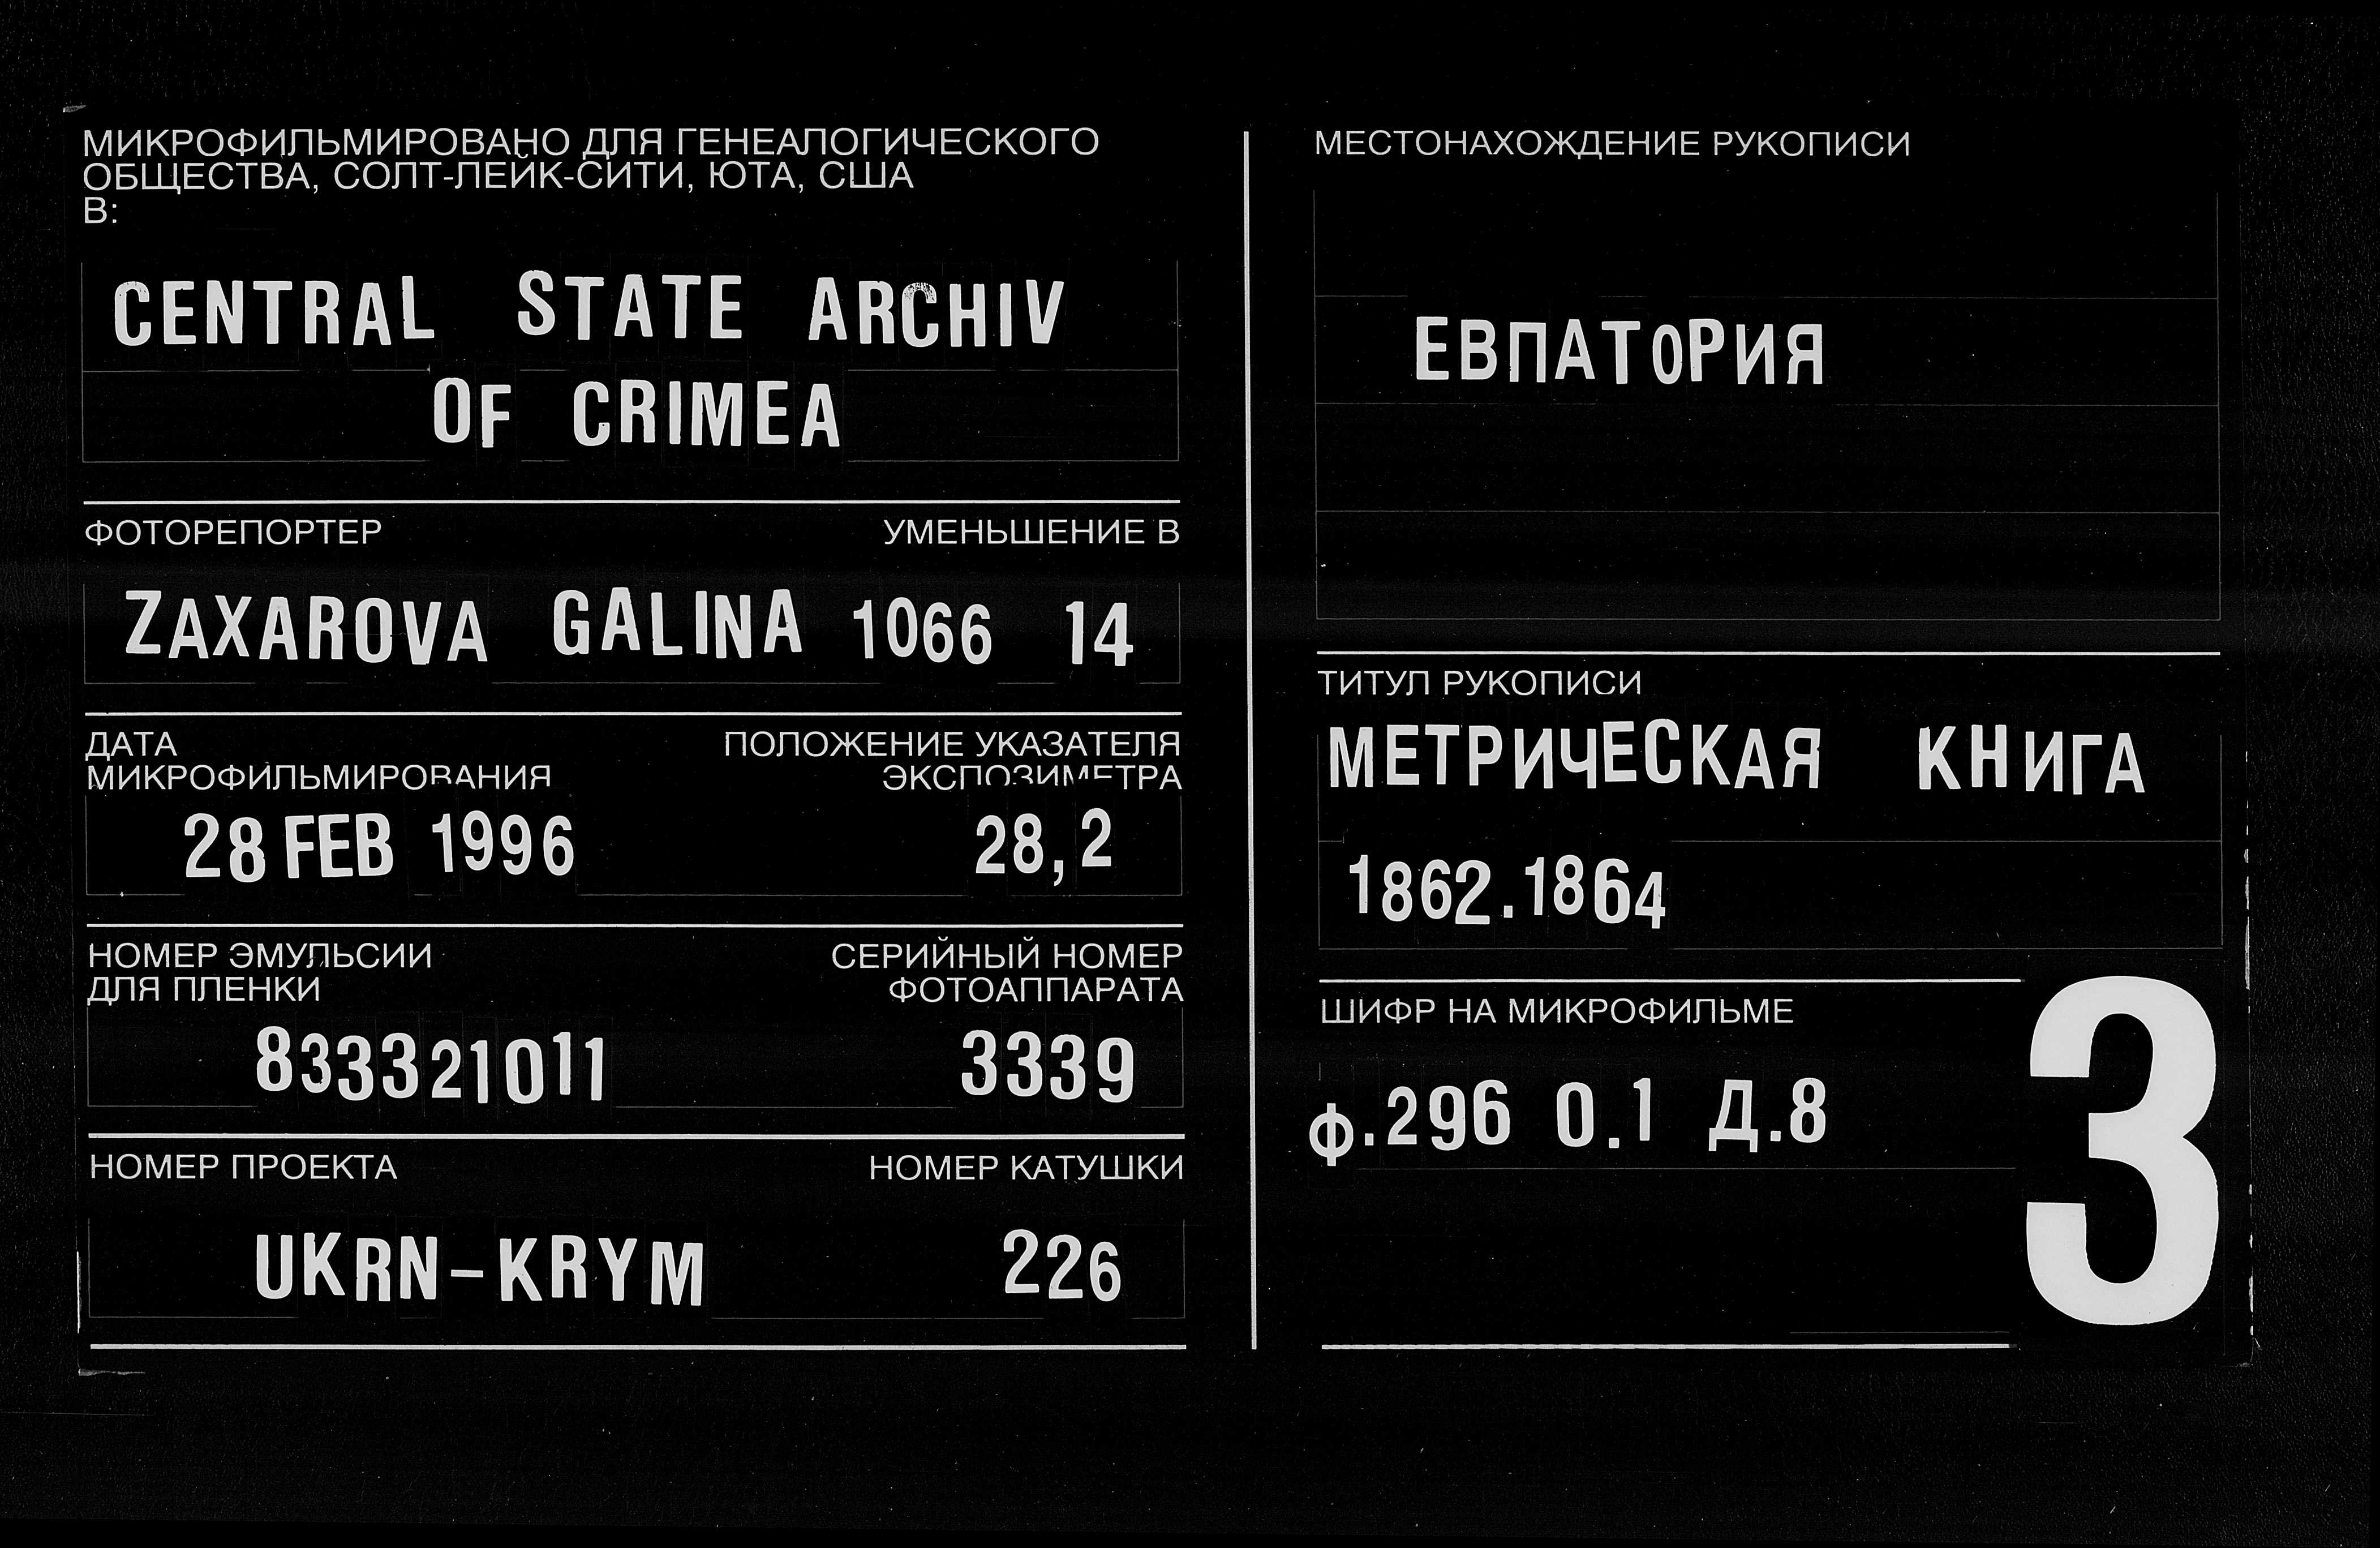 МИКРОФИЛЬМИРОВАНО ДЛЯ ГЕНЕАЛОГИЧЕСКОГО
ОБЩЕСТВА, СОЛТ-ЛЕЙК-СИТИ, ЮТА, США
В:
CENTRAL STATE ARCHIV
OF CRIMEA
ФОТОРЕПОРТЕР УМЕНЬШЕНИЕ В
ZAXAROVA GALINA 1066 14
ДАТА ПОЛОЖЕНИЕ УКАЗАТЕЛЯ
МИКРОФИЛЬМИРОВАНИЯ ЭКСПОЗИМЕТРА
28 FEB 1996 28,2
НОМЕР ЭМУЛЬСИИ СЕРИЙНЫЙ НОМЕР
ДЛЯ ПЛЕНКИ ФОТОАППАРАТА
833321011 3339
НОМЕР ПРОЕКТА НОМЕР КАТУШКИ
UKRN-KRYM 226
МЕСТОНАХОЖДЕНИЕ РУКОПИСИ
ЕВПАТОРИЯ
ТИТУЛ РУКОПИСИ
МЕТРИЧЕСКАЯ КНИГА
1862.1864
ШИФР НА МИКРОФИЛЬМЕ
ф.296 О.1 Д.8
3